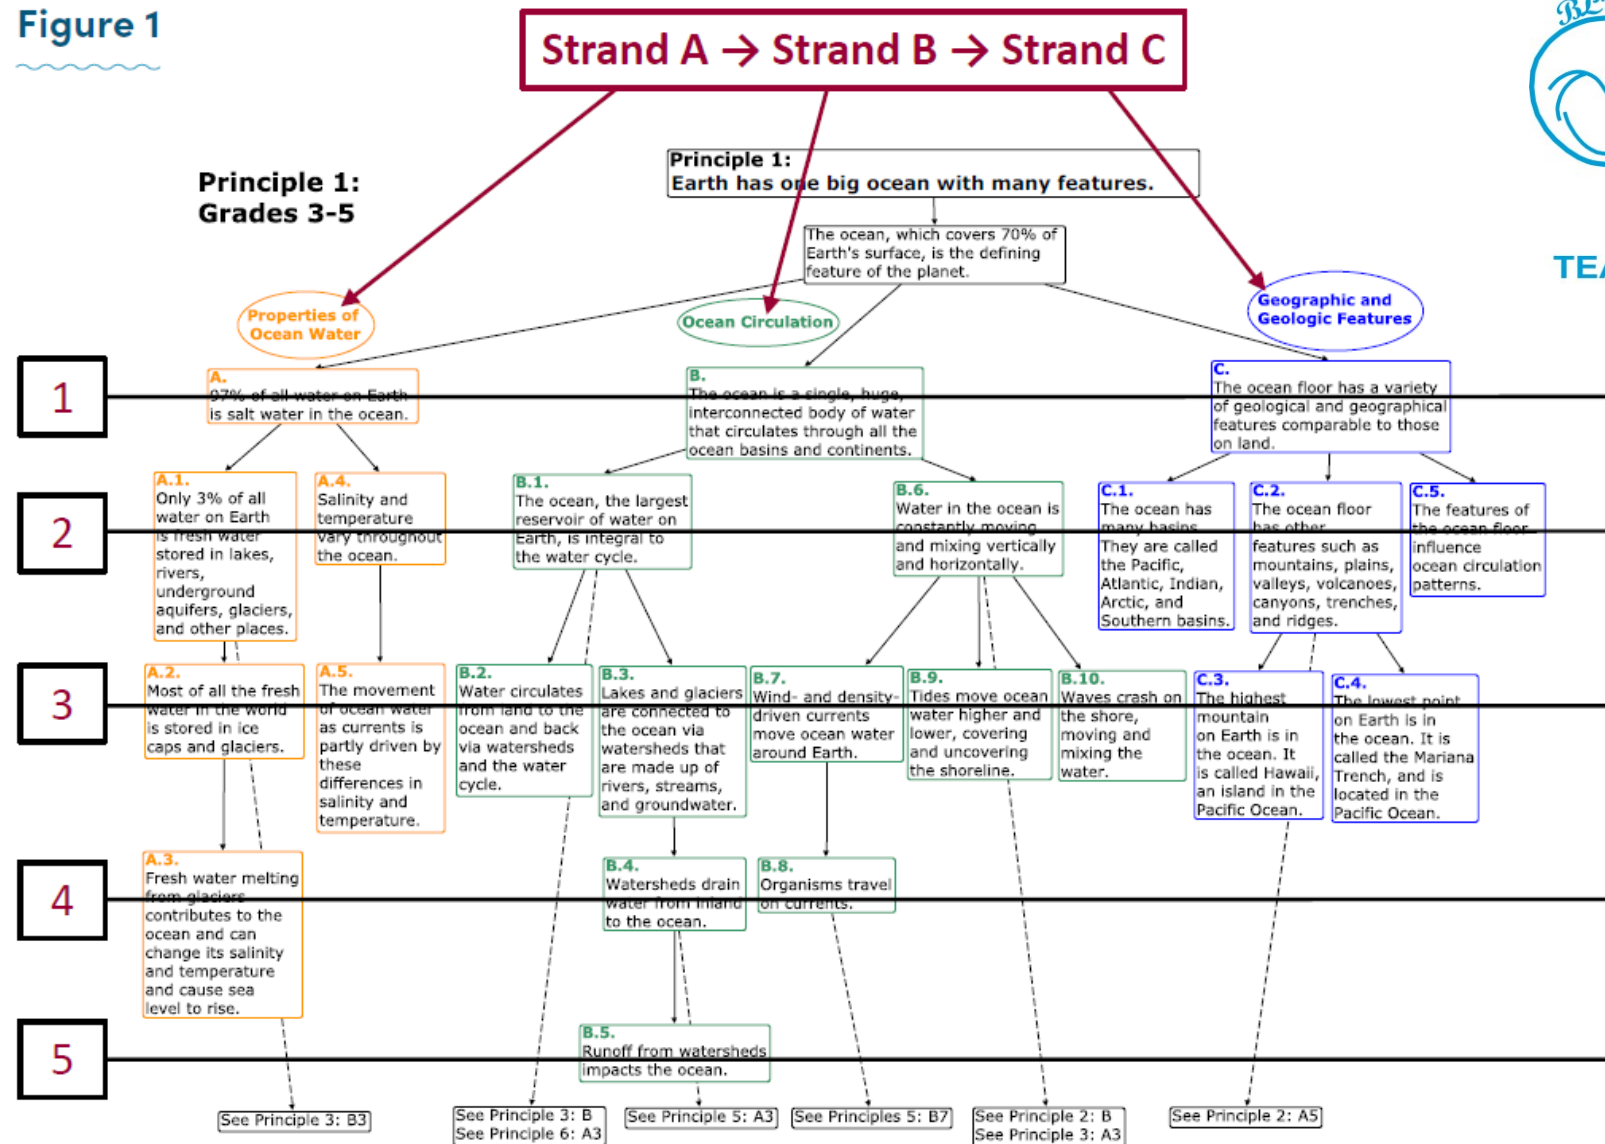 Figure 1
Strand A → Strand B → Strand C
Principle 1:
Grades 3-5
Principle 1:
Earth has one big ocean with many features.
The ocean, which covers 70% of
Earth's surface, is the defining
feature of the planet.
TEA
Properties of
Ocean Water
Ocean Circulation
Geographic and
Geologic Features
1
A.
97% of all water on Earth
is salt water in the ocean.
B.
The ocean is a single, huge,
interconnected body of water
that circulates through all the
ocean basins and continents.
C.
The ocean floor has a variety
of geological and geographical
features comparable to those
on land.
2
A.1.
Only 3% of all
water on Earth
is fresh water
stored in lakes,
rivers,
underground
aquifers, glaciers,
and other places.
A.4.
Salinity and
temperature
vary throughout
the ocean.
B.1.
The ocean, the largest
reservoir of water on
Earth, is integral to
the water cycle.
B.6.
Water in the ocean is
constantly moving
and mixing vertically
and horizontally.
C.1.
The ocean has
many basins.
They are called
the Pacific,
Atlantic, Indian,
Arctic, and
Southern basins.
C.2.
The ocean floor
has other
features such as
mountains, plains,
valleys, volcanoes,
canyons, trenches,
and ridges.
C.5.
The features of
the ocean floor
influence
ocean circulation
patterns.
3
A.2.
Most of all the fresh
water in the world
is stored in ice
caps and glaciers.
A.5.
The movement
of ocean water
as currents is
partly driven by
these
differences in
salinity and
temperature.
B.2.
Water circulates
from land to the
ocean and back
via watersheds
and the water
cycle.
B.3.
Lakes and glaciers
are connected to
the ocean via
watersheds that
are made up of
rivers, streams,
and groundwater.
B.7.
Wind- and density-
driven currents
move ocean water
around Earth.
B.9.
Tides move ocean
water higher and
lower, covering
and uncovering
the shoreline.
B.10.
Waves crash on
the shore,
moving and
mixing the
water.
C.3.
The highest
mountain
on Earth is in
the ocean. It
is called Hawaii,
an island in the
Pacific Ocean.
C.4.
The lowest point
on Earth is in
the ocean. It is
called the Mariana
Trench, and is
located in the
Pacific Ocean.
4
A.3.
Fresh water melting
from glaciers
contributes to the
ocean and can
change its salinity
and temperature
and cause sea
level to rise.
B.4.
Watersheds drain
water from inland
to the ocean.
B.8.
Organisms travel
on currents.
5
B.5.
Runoff from watersheds
impacts the ocean.
See Principle 3: B3
See Principle 3: B
See Principle 6: A3
See Principle 5: A3
See Principles 5: B7
See Principle 2: B
See Principle 3: A3
See Principle 2: A5